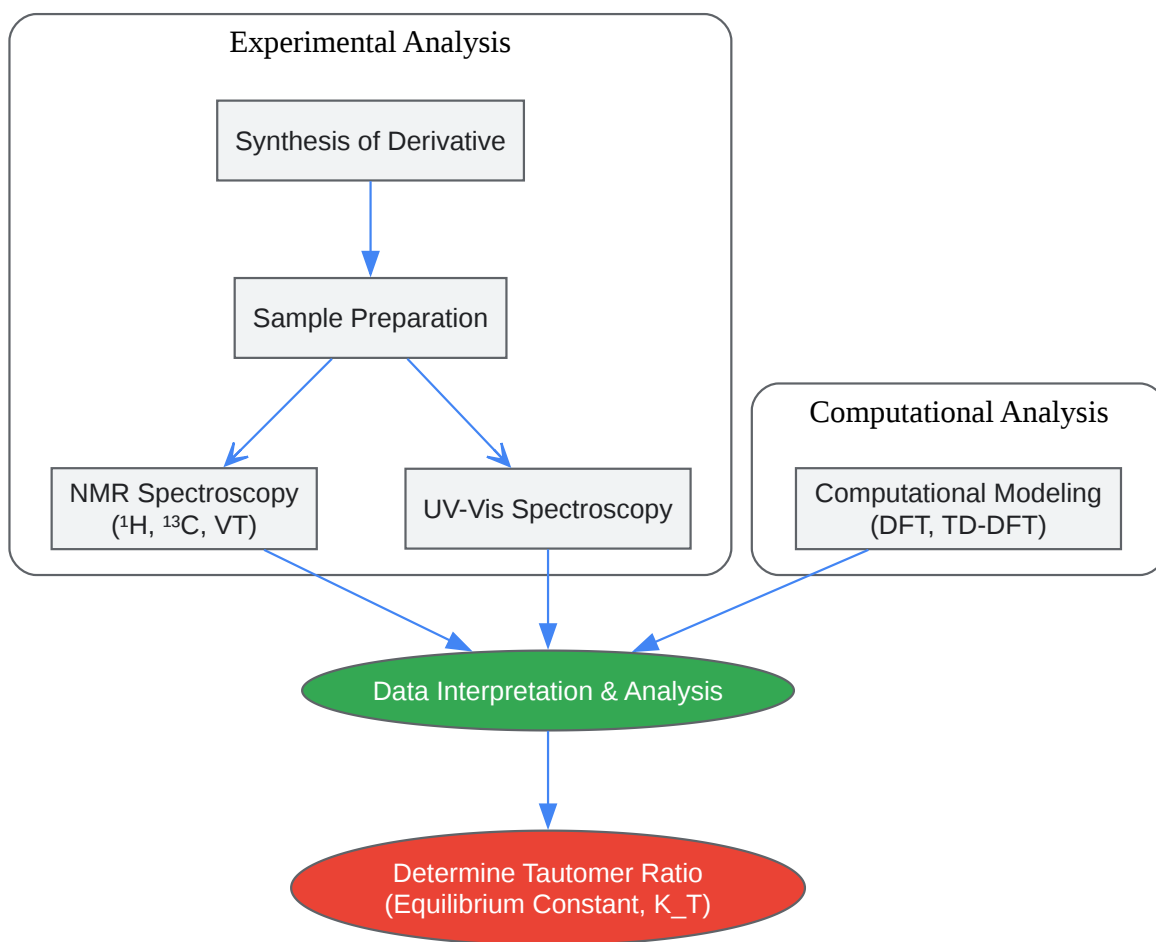 Experimental Analysis
Synthesis of Derivative
Sample Preparation
NMR Spectroscopy
(¹H, ¹³C, VT)
UV-Vis Spectroscopy
Computational Analysis
Computational Modeling
(DFT, TD-DFT)
Data Interpretation & Analysis
Determine Tautomer Ratio
(Equilibrium Constant, K_T)